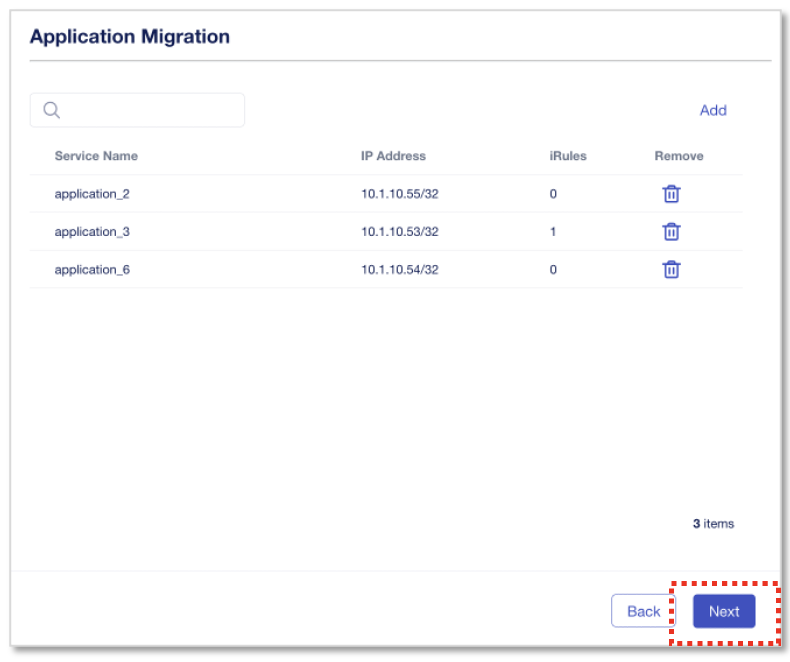 Application Migration
Add
Service Name IP Address iRules Remove
application_2 10.1.10.55/32 0
application_3 10.1.10.53/32 1
application_6 10.1.10.54/32 0
3 items
Back Next